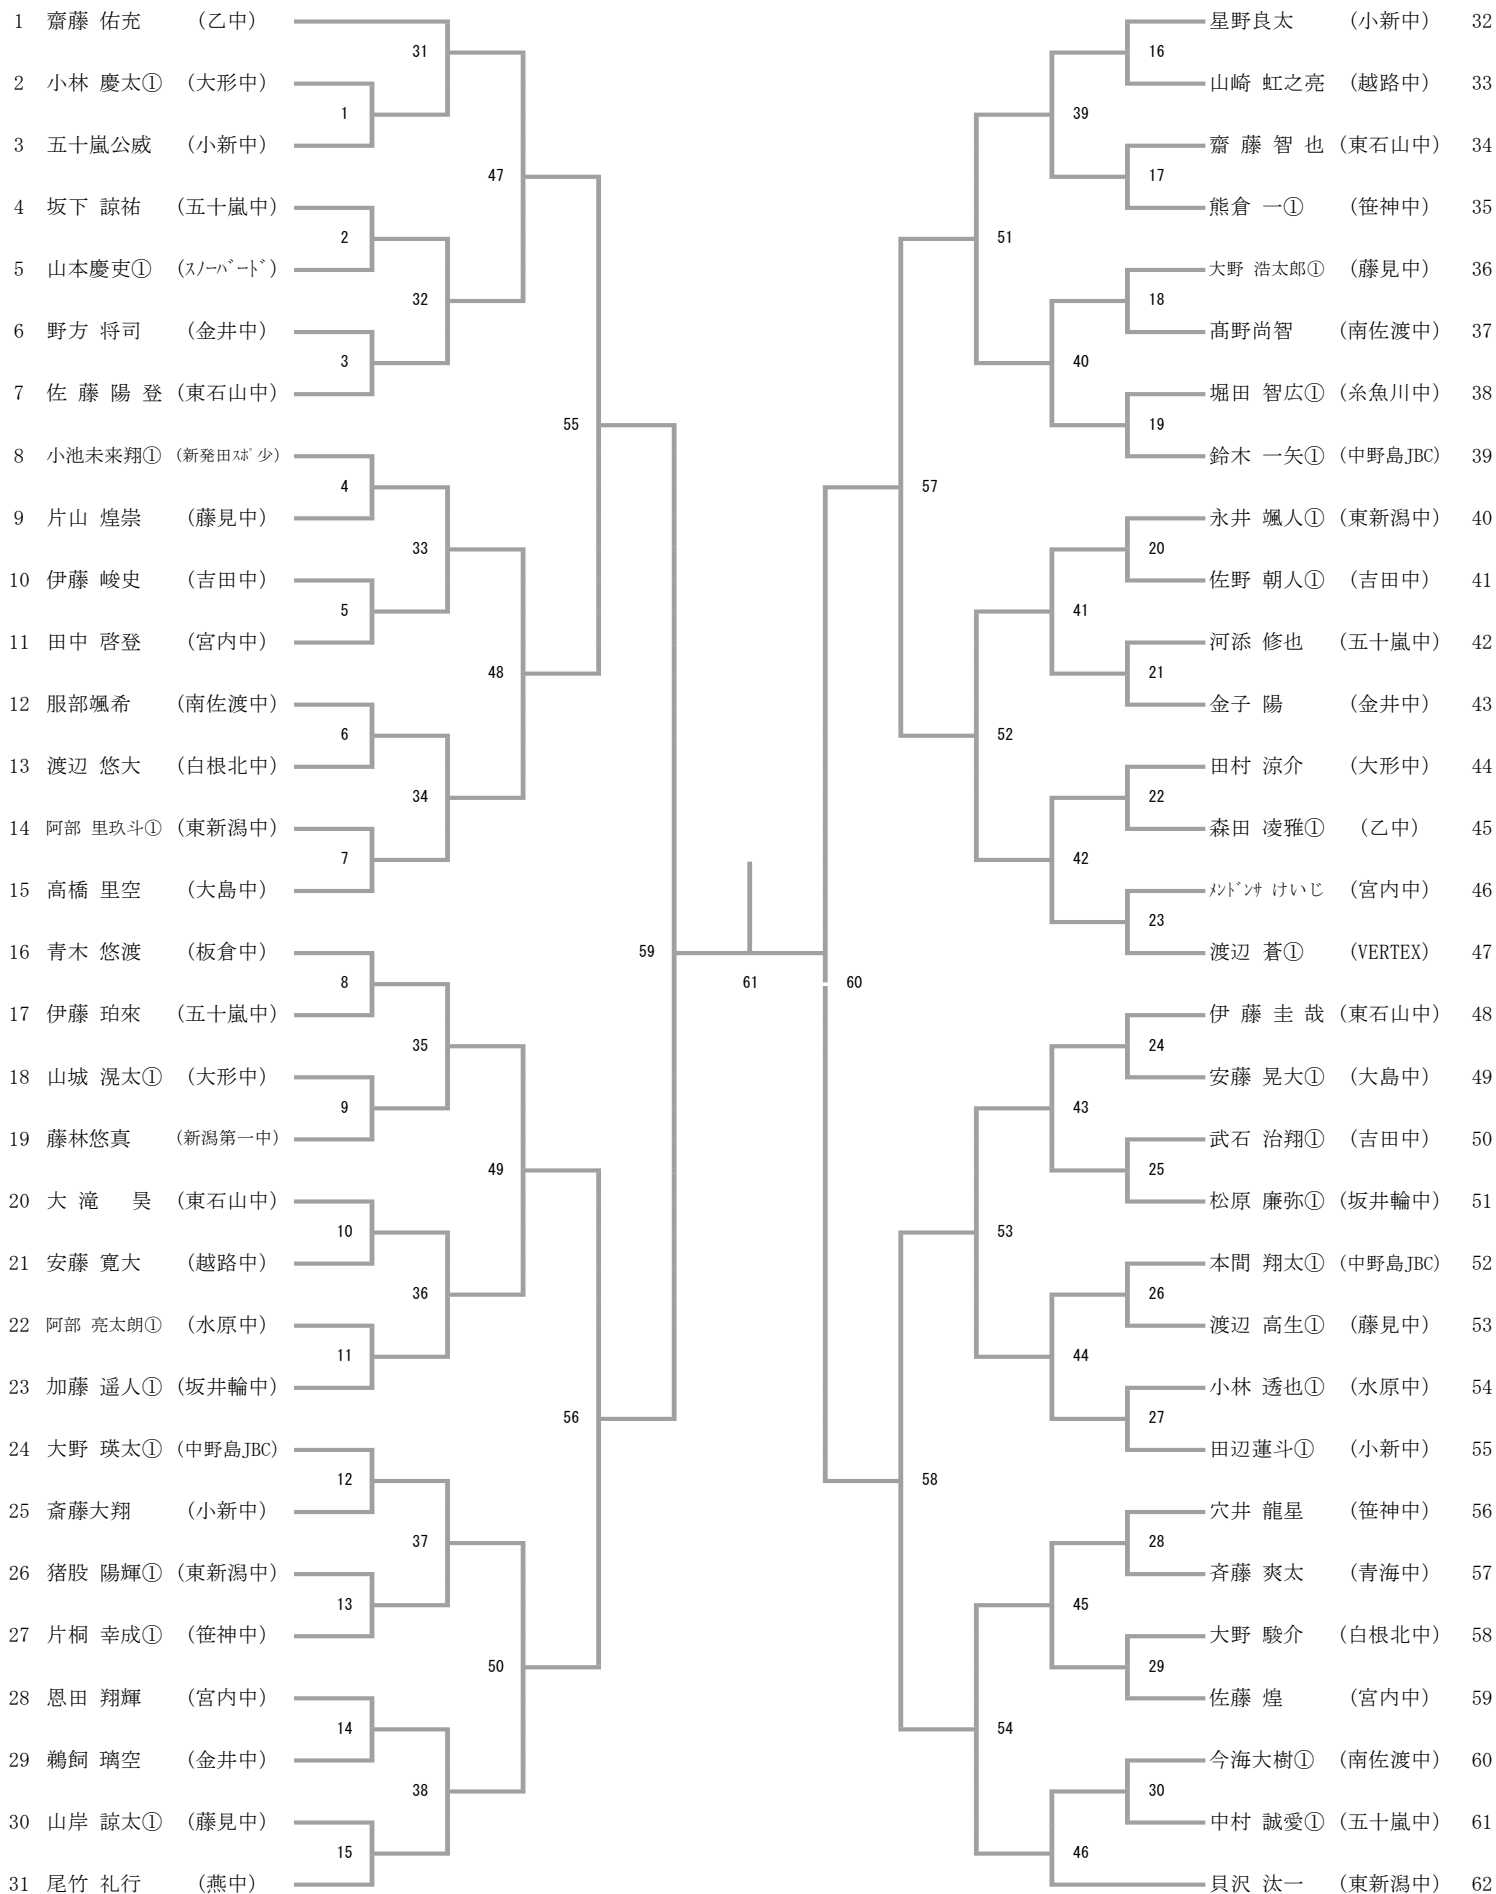 1 齋藤 佑充 (乙中)
2 小林 慶太① (大形中)
3 五十嵐公威 (小新中)
4 坂下 諒祐 (五十嵐中)
5 山本慶吏① (スノーバード)
6 野方 将司 (金井中)
7 佐 藤 陽 登 (東石山中)
8 小池未来翔① (新発田スポ少)
9 片山 煌崇 (藤見中)
10 伊藤 峻史 (吉田中)
11 田中 啓登 (宮内中)
12 服部颯希 (南佐渡中)
13 渡辺 悠大 (白根北中)
14 阿部 里玖斗① (東新潟中)
15 高橋 里空 (大島中)
16 青木 悠渡 (板倉中)
17 伊藤 珀來 (五十嵐中)
18 山城 滉太① (大形中)
19 藤林悠真 (新潟第一中)
20 大 滝 昊 (東石山中)
21 安藤 寛大 (越路中)
22 阿部 亮太朗① (水原中)
23 加藤 遥人① (坂井輪中)
24 大野 瑛太① (中野島JBC)
25 斎藤大翔 (小新中)
26 猪股 陽輝① (東新潟中)
27 片桐 幸成① (笹神中)
28 恩田 翔輝 (宮内中)
29 鵜飼 璃空 (金井中)
30 山岸 諒太① (藤見中)
31 尾竹 礼行 (燕中)
1
2
3
4
5
6
7
8
9
10
11
12
13
14
15
31
32
33
34
35
36
37
38
47
48
49
50
55
56
59
61
60
57
58
51
52
53
54
39
40
41
42
43
44
45
46
16
17
18
19
20
21
22
23
24
25
26
27
28
29
30
星野良太 (小新中) 32
山崎 虹之亮 (越路中) 33
齋 藤 智 也 (東石山中) 34
熊倉 一① (笹神中) 35
大野 浩太郎① (藤見中) 36
髙野尚智 (南佐渡中) 37
堀田 智広① (糸魚川中) 38
鈴木 一矢① (中野島JBC) 39
永井 颯人① (東新潟中) 40
佐野 朝人① (吉田中) 41
河添 修也 (五十嵐中) 42
金子 陽 (金井中) 43
田村 涼介 (大形中) 44
森田 凌雅① (乙中) 45
メンドンサ けいじ (宮内中) 46
渡辺 蒼① (VERTEX) 47
伊 藤 圭 哉 (東石山中) 48
安藤 晃大① (大島中) 49
武石 治翔① (吉田中) 50
松原 廉弥① (坂井輪中) 51
本間 翔太① (中野島JBC) 52
渡辺 高生① (藤見中) 53
小林 透也① (水原中) 54
田辺蓮斗① (小新中) 55
穴井 龍星 (笹神中) 56
斉藤 爽太 (青海中) 57
大野 駿介 (白根北中) 58
佐藤 煌 (宮内中) 59
今海大樹① (南佐渡中) 60
中村 誠愛① (五十嵐中) 61
貝沢 汰一 (東新潟中) 62